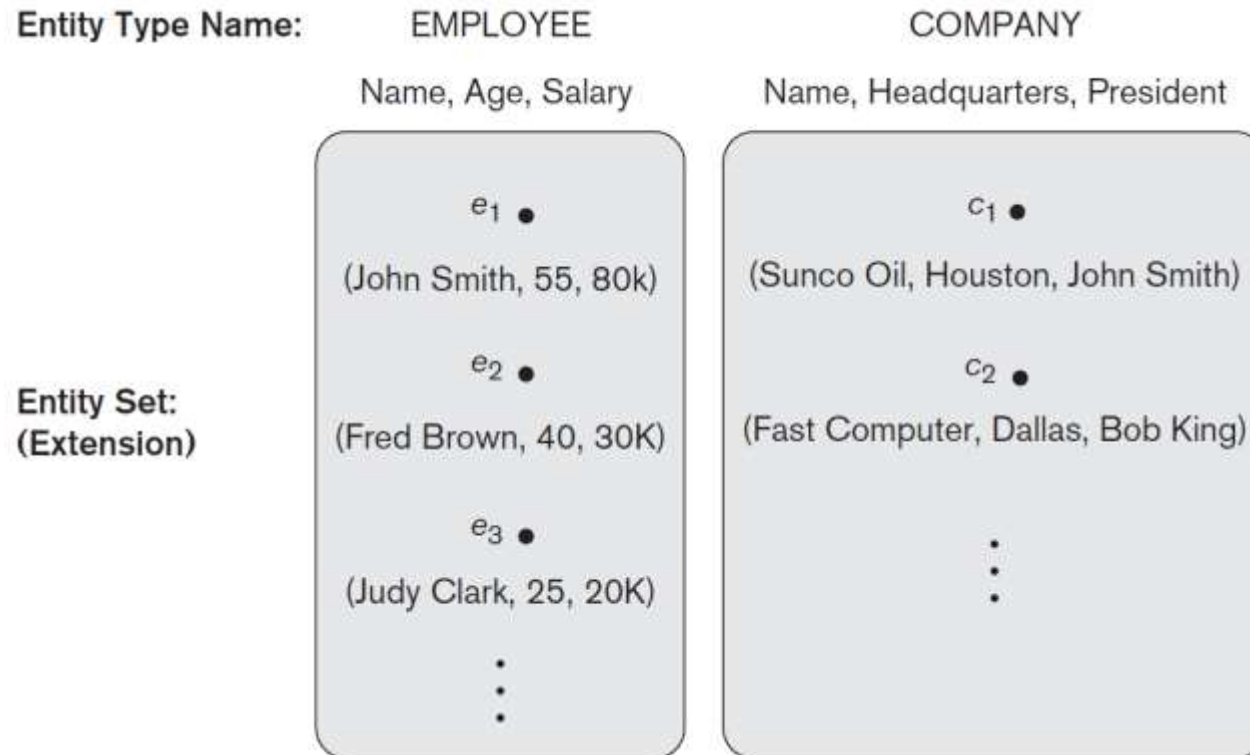 Entity Type Name: EMPLOYEE COMPANY
Name, Age, Salary Name, Headquarters, President
e1 c1
(John Smith, 55, 80k) (Sunco Oil, Houston, John Smith)
e2 c2
Entity Set:
(Extension) (Fred Brown, 40, 30K) (Fast Computer, Dallas, Bob King)
e3
(Judy Clark, 25, 20K)